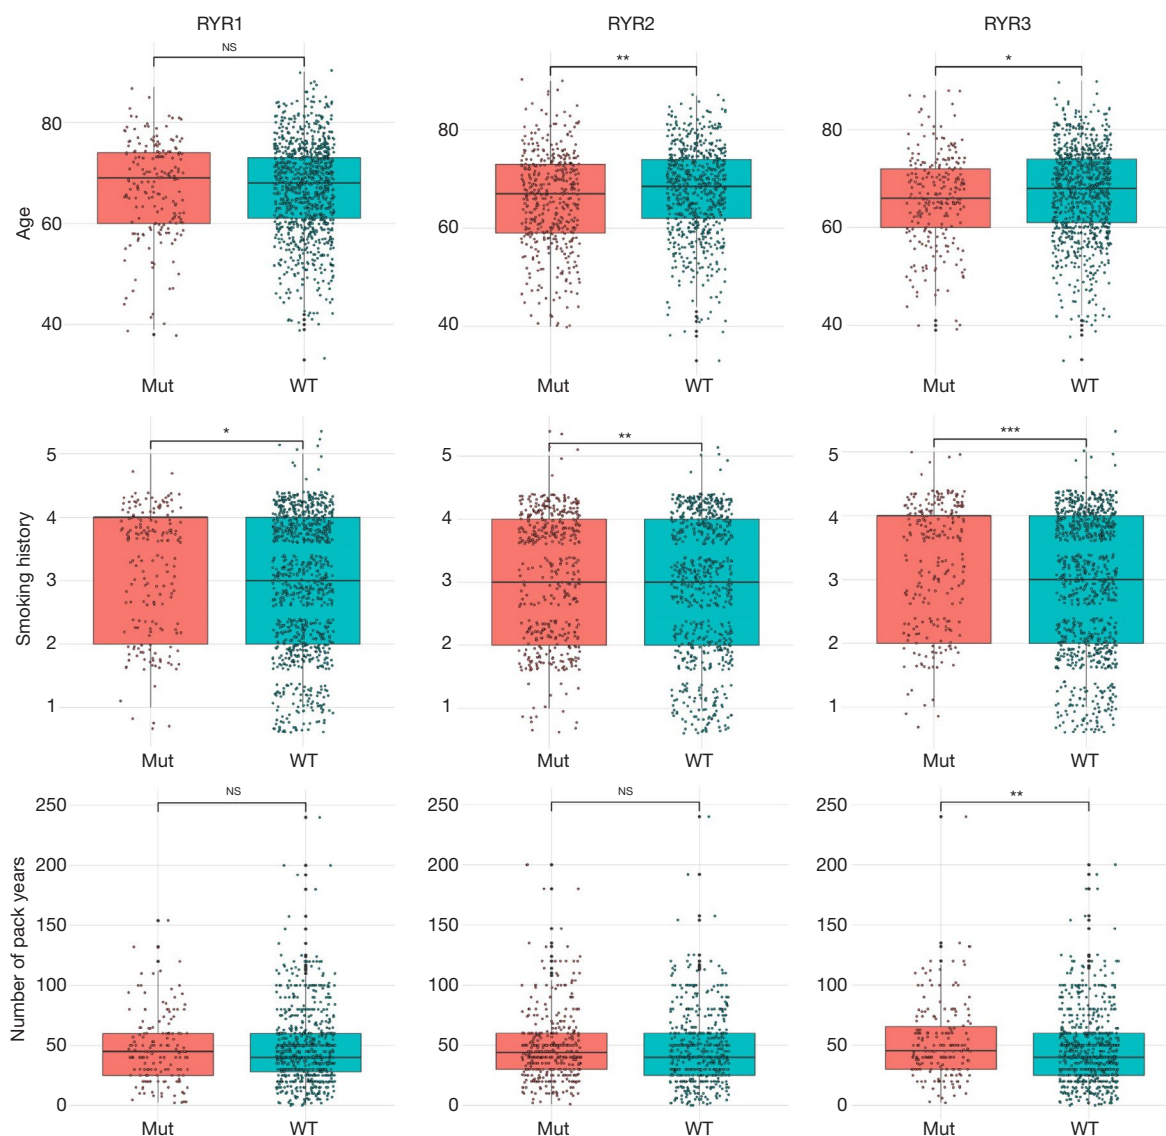 RYR1 RYR2 RYR3
NS ** *
80 80 80
Age
60 60 60
40 40 40
Mut WT Mut WT Mut WT
* ** ***
5 5 5
4 4 4
Smoking history
3 3 3
2 2 2
1 1 1
Mut WT Mut WT Mut WT
NS NS **
250 250 250
200 200 200
150 150 150
Number of pack years
100 100 100
50 50 50
0 0 0
Mut WT Mut WT Mut WT